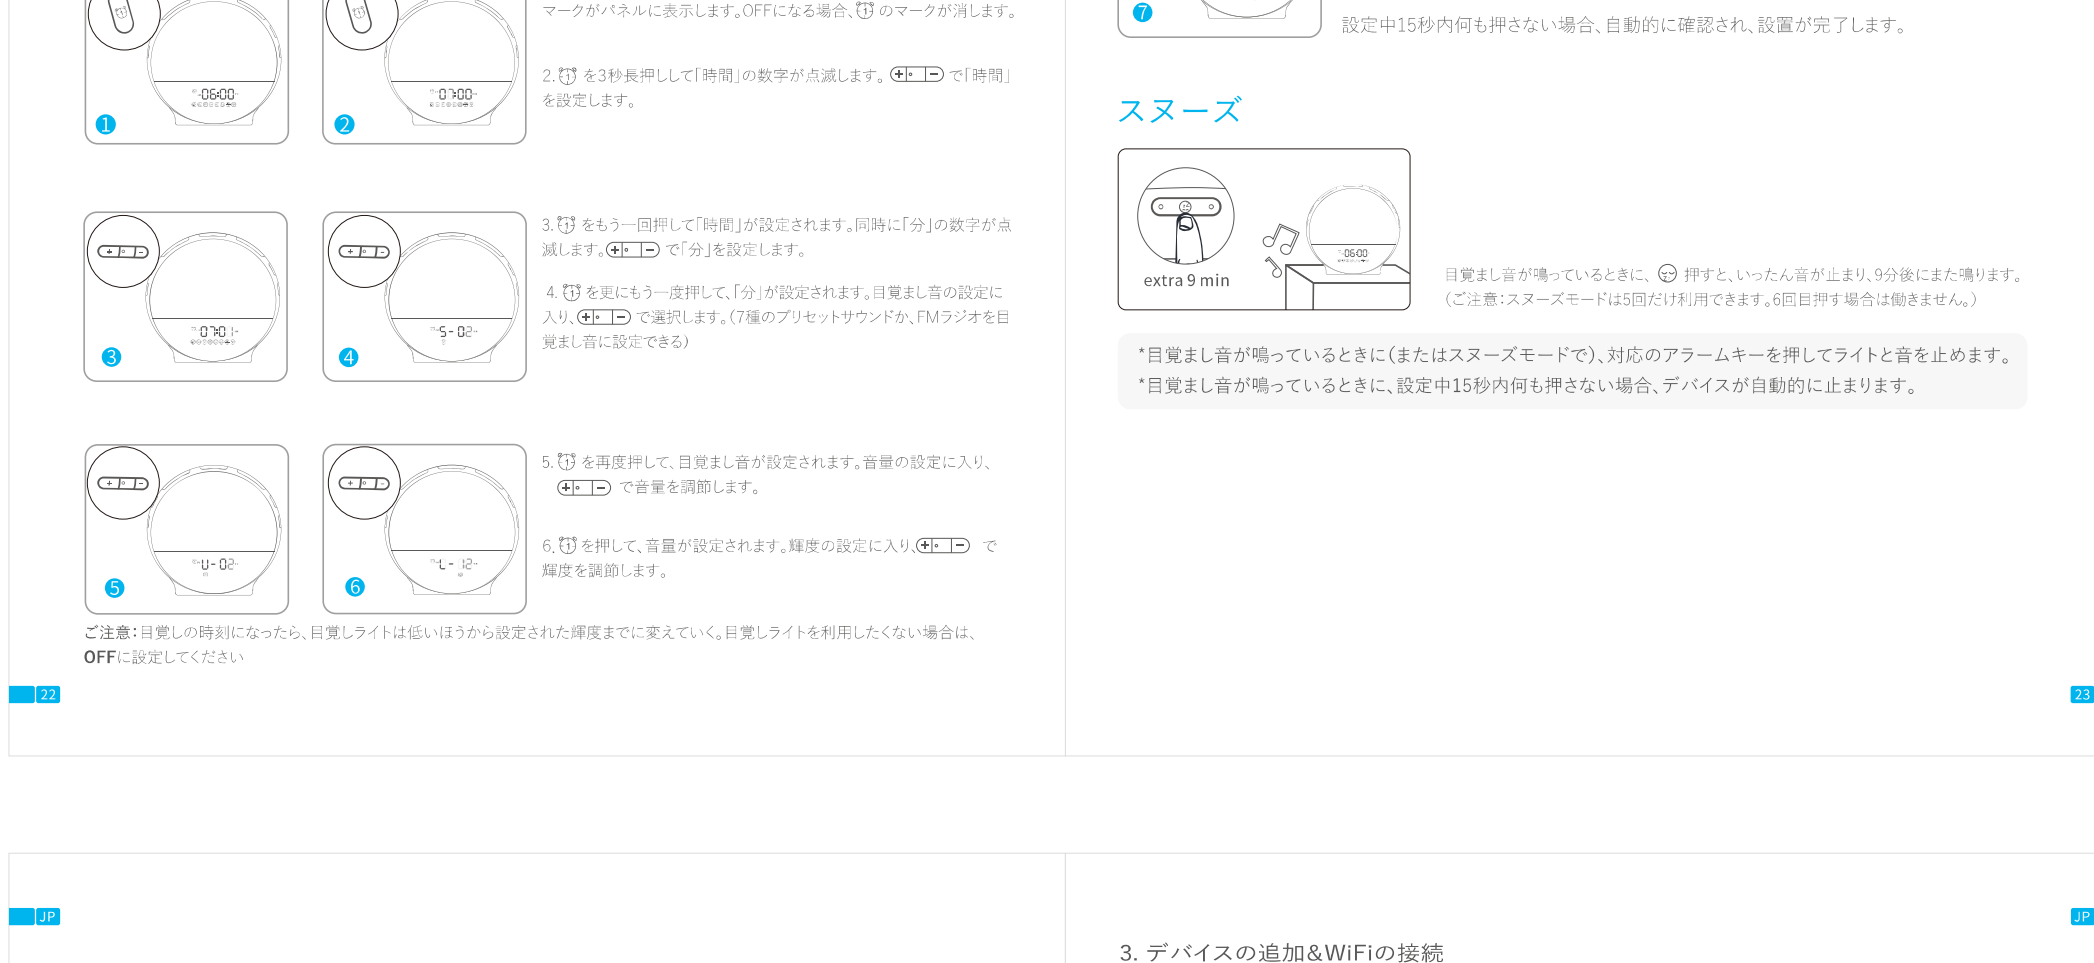 マークがパネルに表示します。OFFになる場合、 のマークが消します。
2. を3秒長押しして「時間」の数字が点滅します。 + - で「時間」
を設定します。
06:00
07:00
1
2
3. をもう一回押して「時間」が設定されます。同時に「分」の数字が点
滅します。 + - で「分」を設定します。
4. を更にもう一度押して、「分」が設定されます。目覚まし音の設定に
入り、 + - で選択します。(7種のプリセットサウンドか、FMラジオを目
覚まし音に設定できる)
07:01
S-02
3
4
5. を再度押して、目覚まし音が設定されます。音量の設定に入り、
+ - で音量を調節します。
6. を押して、音量が設定されます。輝度の設定に入り、 + - で
輝度を調節します。
U-02
L-12
5
6
ご注意：目覚しの時刻になったら、目覚しライトは低いほうから設定された輝度までに変えていく。目覚しライトを利用したくない場合は、
OFFに設定してください
22
7
設定中15秒内何も押さない場合、自動的に確認され、設置が完了します。
スヌーズ
extra 9 min
06:00
目覚まし音が鳴っているときに、 押すと、いったん音が止まり、9分後にまた鳴ります。
(ご注意：スヌーズモードは5回だけ利用できます。6回目押す場合は働きません。)
*目覚まし音が鳴っているときに(またはスヌーズモードで)、対応のアラームキーを押してライトと音を止めます。
*目覚まし音が鳴っているときに、設定中15秒内何も押さない場合、デバイスが自動的に止まります。
23
JP
JP
3. デバイスの追加&WiFiの接続